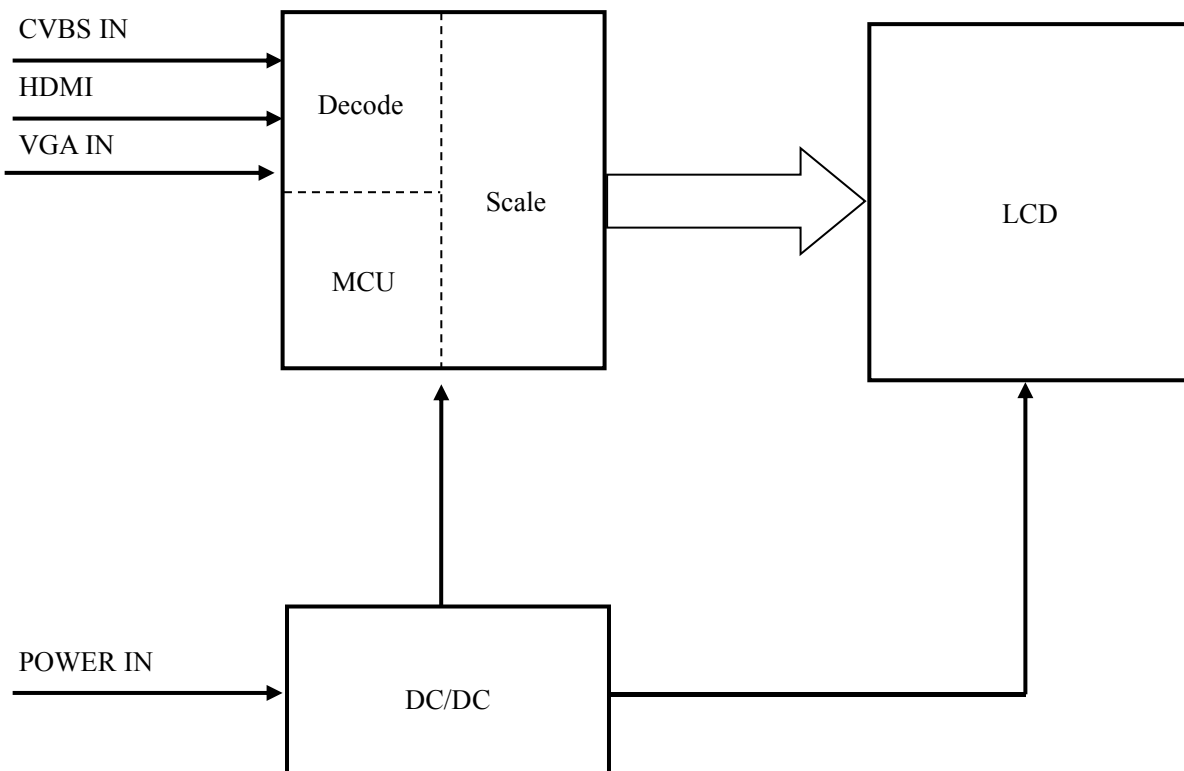 CVBS IN
HDMI
VGA IN
Decode
Scale
MCU
LCD
POWER IN
DC/DC